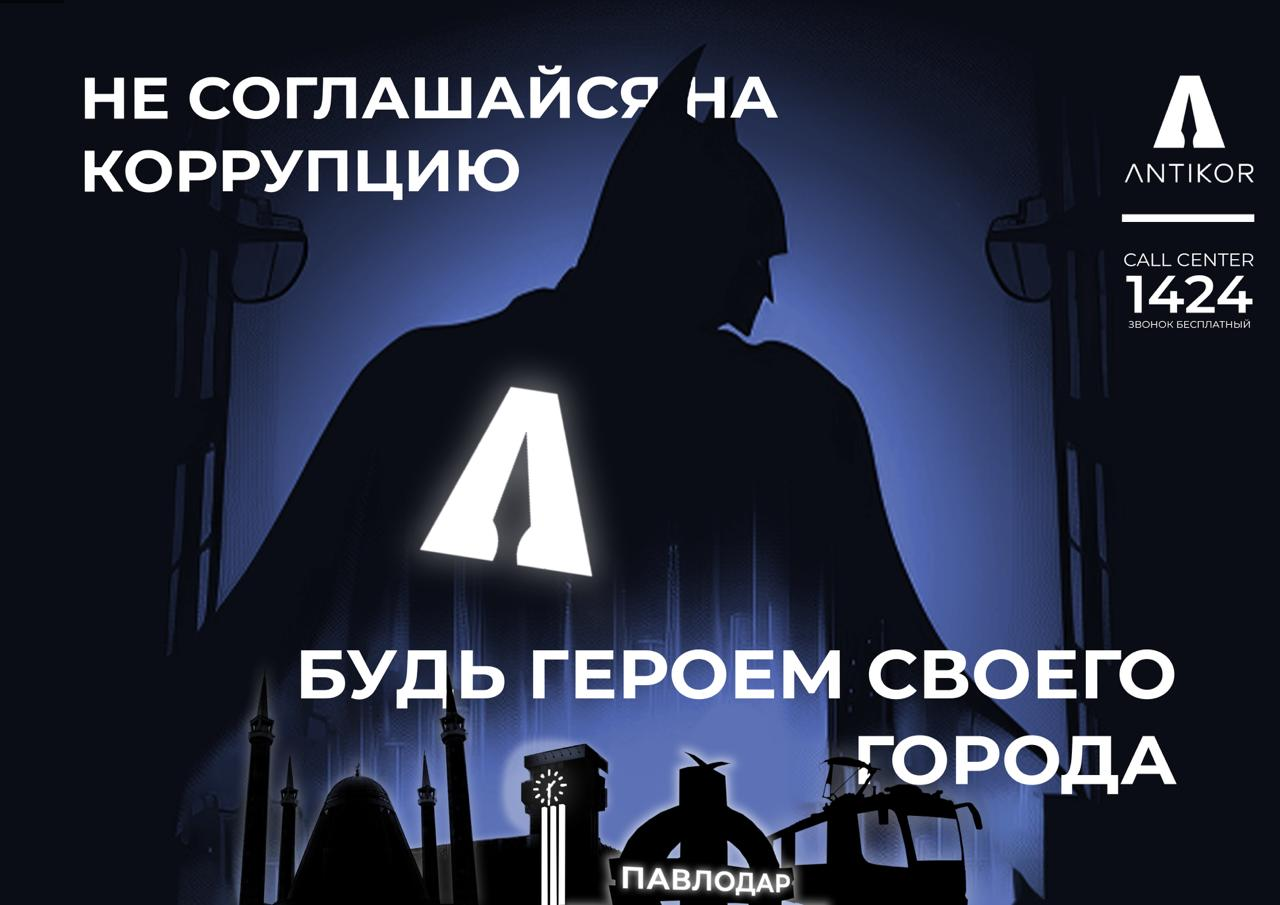 НЕ СОГЛАШАЙСЯ НА
КОРРУПЦИЮ
ANTIKOR
CALL CENTER
1424
ЗВОНОК БЕСПЛАТНЫЙ
БУДЬ ГЕРОЕМ СВОЕГО
ГОРОДА
ПАВЛОДАР